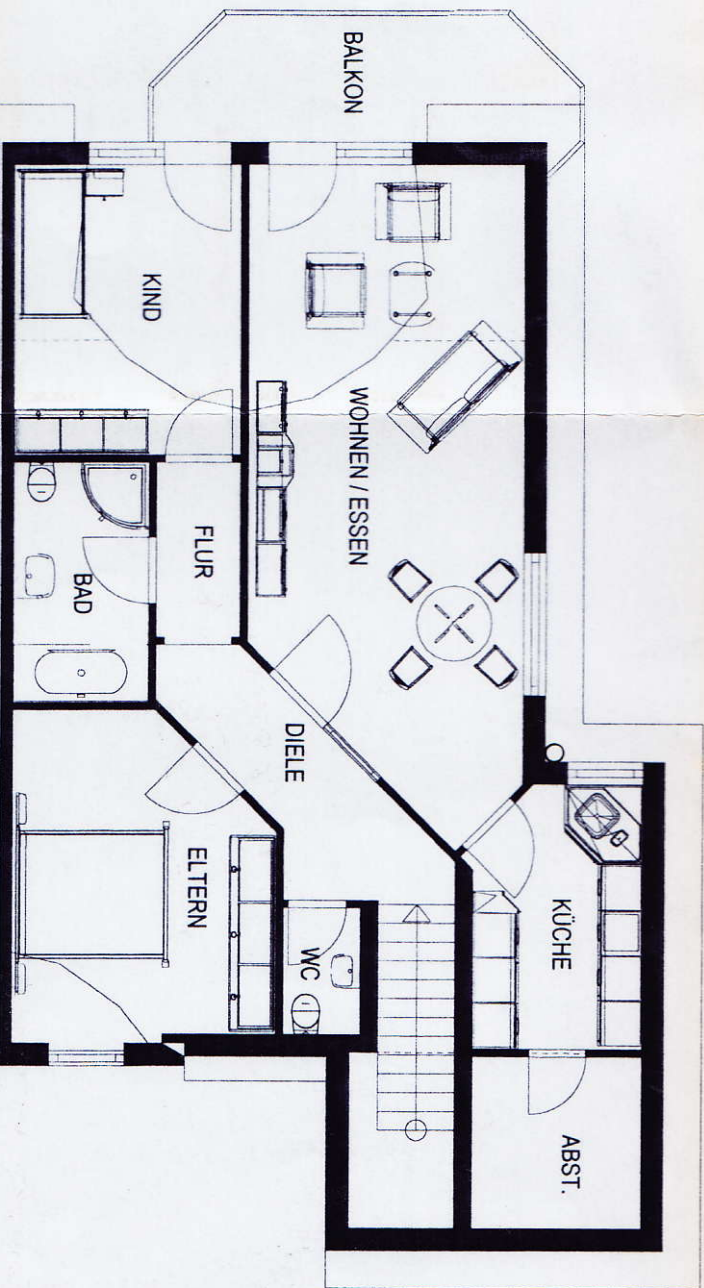 BALKON
KIND
WOHNEN / ESSEN
FLUR
BAD
DIELE
ELTERN
WC
KÜCHE
ABST.